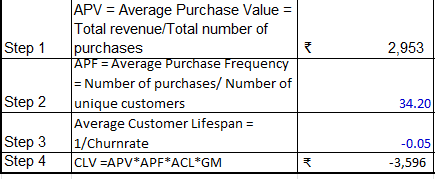 APV = Average Purchase Value =
Total revenue/Total number of
Step 1 purchases ₹ 2,953
APF = Average Purchase Frequency
= Number of purchases/ Number of
Step 2 unique customers 34.20
Average Customer Lifespan =
Step 3 1/Churnrate -0.05
Step 4 CLV =APV*APF*ACL*GM ₹ -3,596